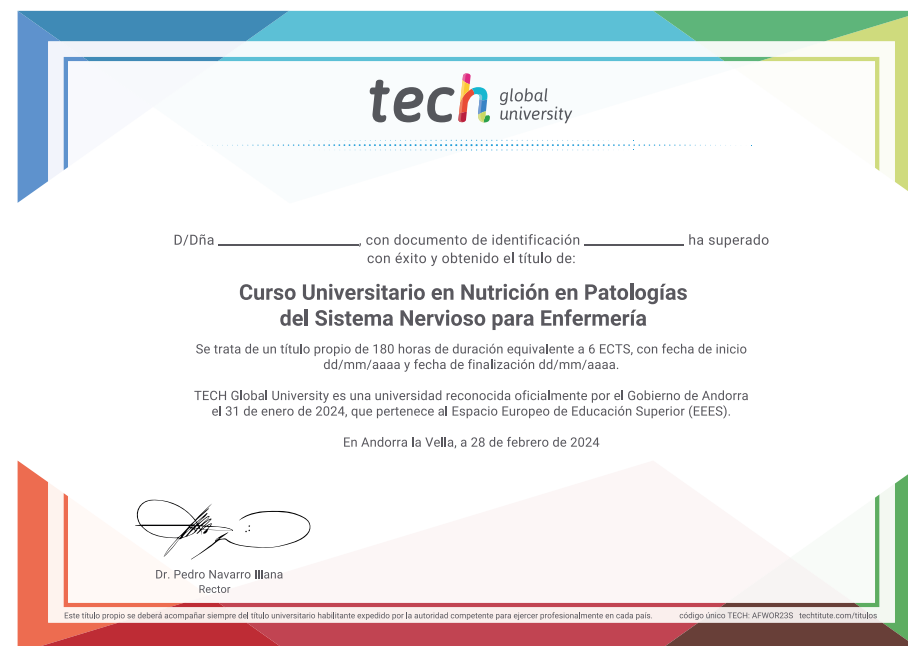 tech global
university
D/Dña ____________________, con documento de identificación ______________ ha superado
con éxito y obtenido el título de:
Curso Universitario en Nutrición en Patologías
del Sistema Nervioso para Enfermería
Se trata de un título propio de 180 horas de duración equivalente a 6 ECTS, con fecha de inicio
dd/mm/aaaa y fecha de finalización dd/mm/aaaa.
TECH Global University es una universidad reconocida oficialmente por el Gobierno de Andorra
el 31 de enero de 2024, que pertenece al Espacio Europeo de Educación Superior (EEES).
En Andorra la Vella, a 28 de febrero de 2024
Dr. Pedro Navarro Illana
Rector
Este título propio se deberá acompañar siempre del título universitario habilitante expedido por la autoridad competente para ejercer profesionalmente en cada país. código único TECH: AFWOR23S techtitute.com/titulos